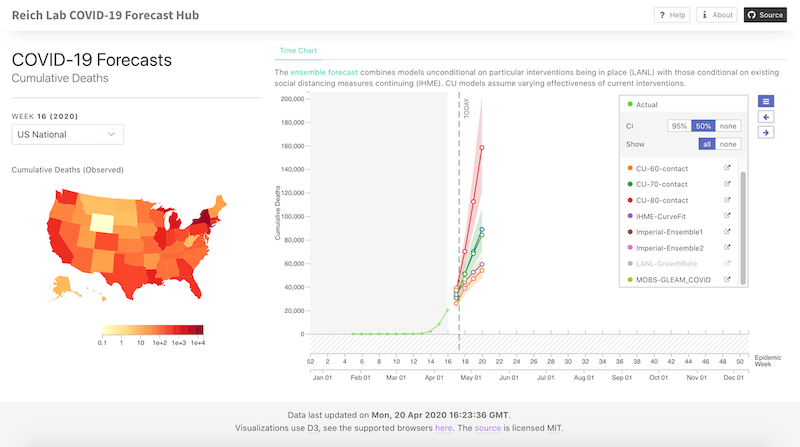 Reich Lab COVID-19 Forecast Hub
? Help
i About
Source
COVID-19 Forecasts
Cumulative Deaths
WEEK 16 (2020)
US National
Cumulative Deaths (Observed)
0.1 1 10 1e+2 1e+3 1e+4
Time Chart
The ensemble forecast combines models unconditional on particular interventions being in place (LANL) with those conditional on existing
social distancing measures continuing (IHME). CU models assume varying effectiveness of current interventions.
200,000
180,000
160,000
140,000
120,000
100,000
80,000
60,000
40,000
20,000
0
Cumulative Deaths
TODAY
52 2 4 6 8 10 12 14 16 18 20 22 24 26 28 30 32 34 36 38 40 42 44 46 48 50
Epidemic
Week
Jan 01 Feb 01 Mar 01 Apr 01 May 01 Jun 01 Jul 01 Aug 01 Sep 01 Oct 01 Nov 01 Dec 01
Actual
CI 95% 50% none
Show all none
CU-60-contact
CU-70-contact
CU-80-contact
IHME-CurveFit
Imperial-Ensemble1
Imperial-Ensemble2
LANL-GrowthRate
MOBS-GLEAM_COVID
Data last updated on Mon, 20 Apr 2020 16:23:36 GMT.
Visualizations use D3, see the supported browsers here. The source is licensed MIT.